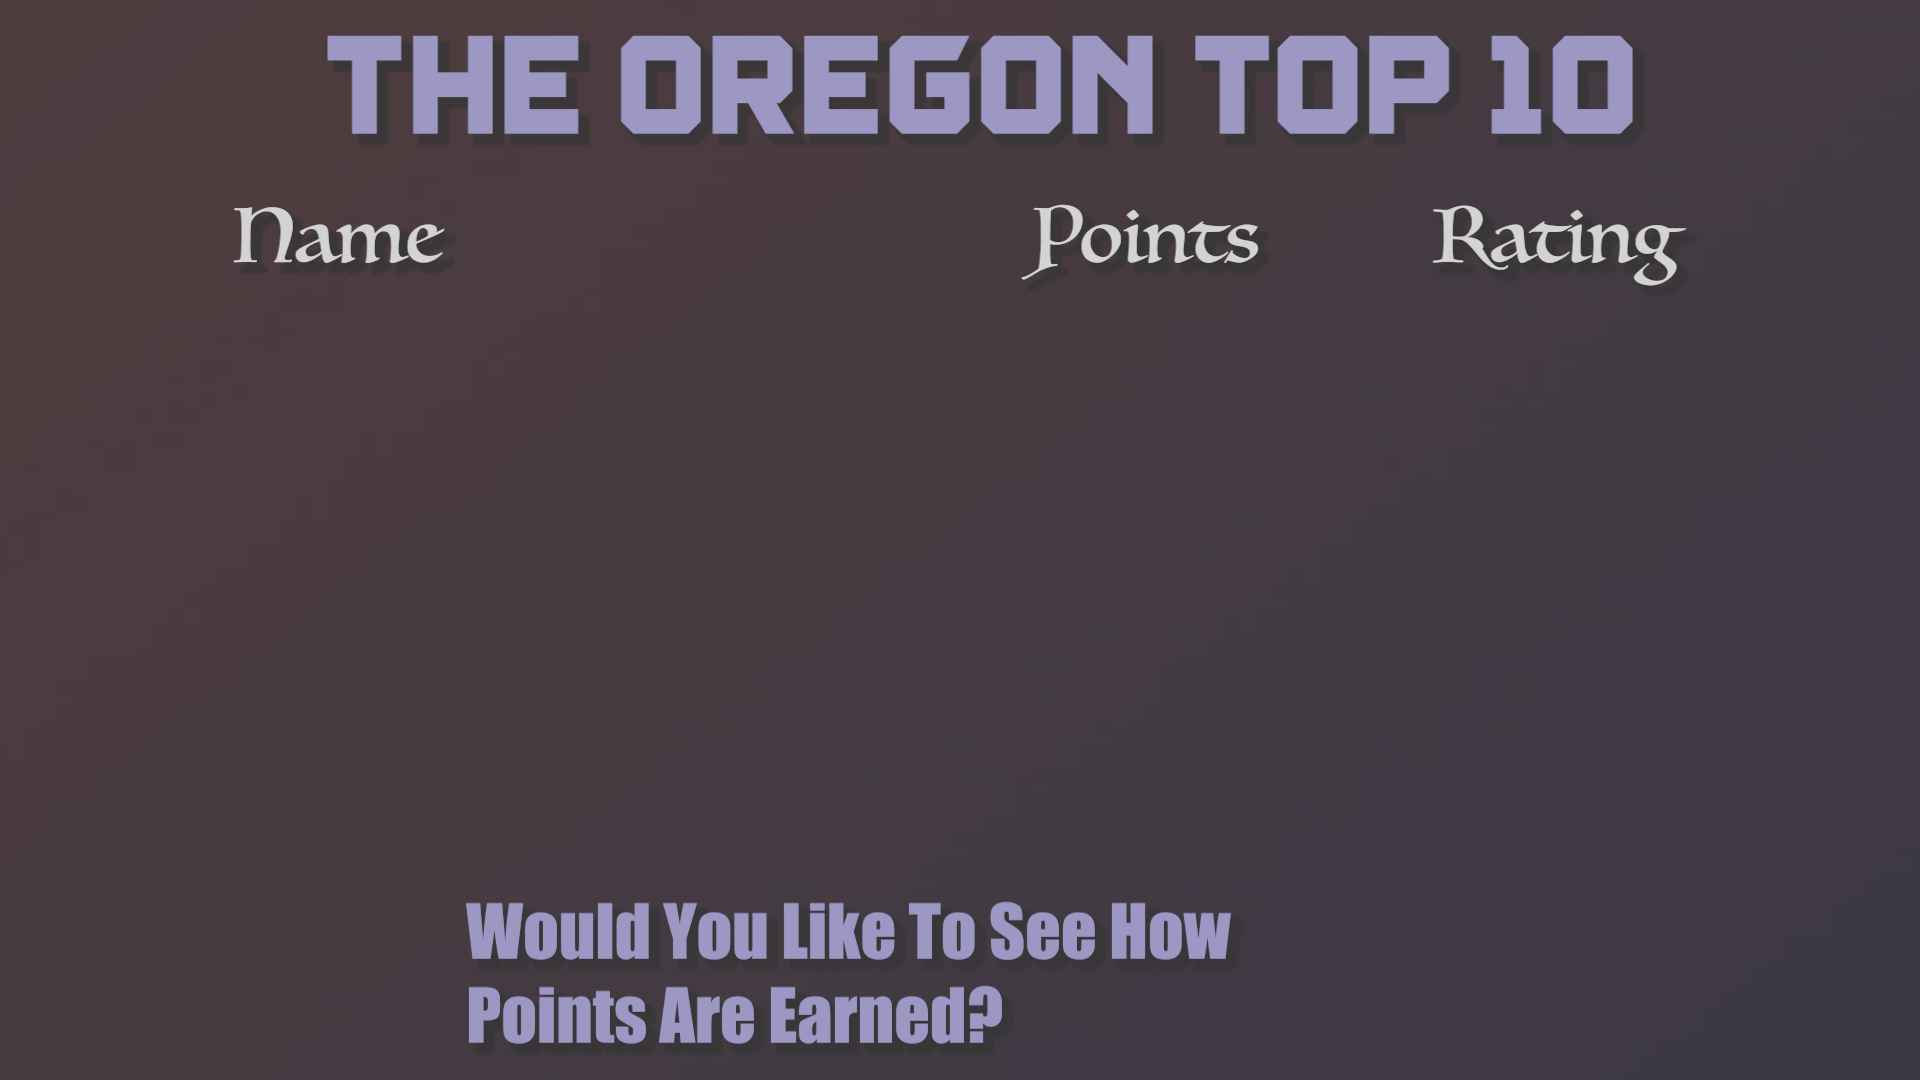 THE OREGON TOP 10
Name Points Rating
Would You Like To See How
Points Are Earned?